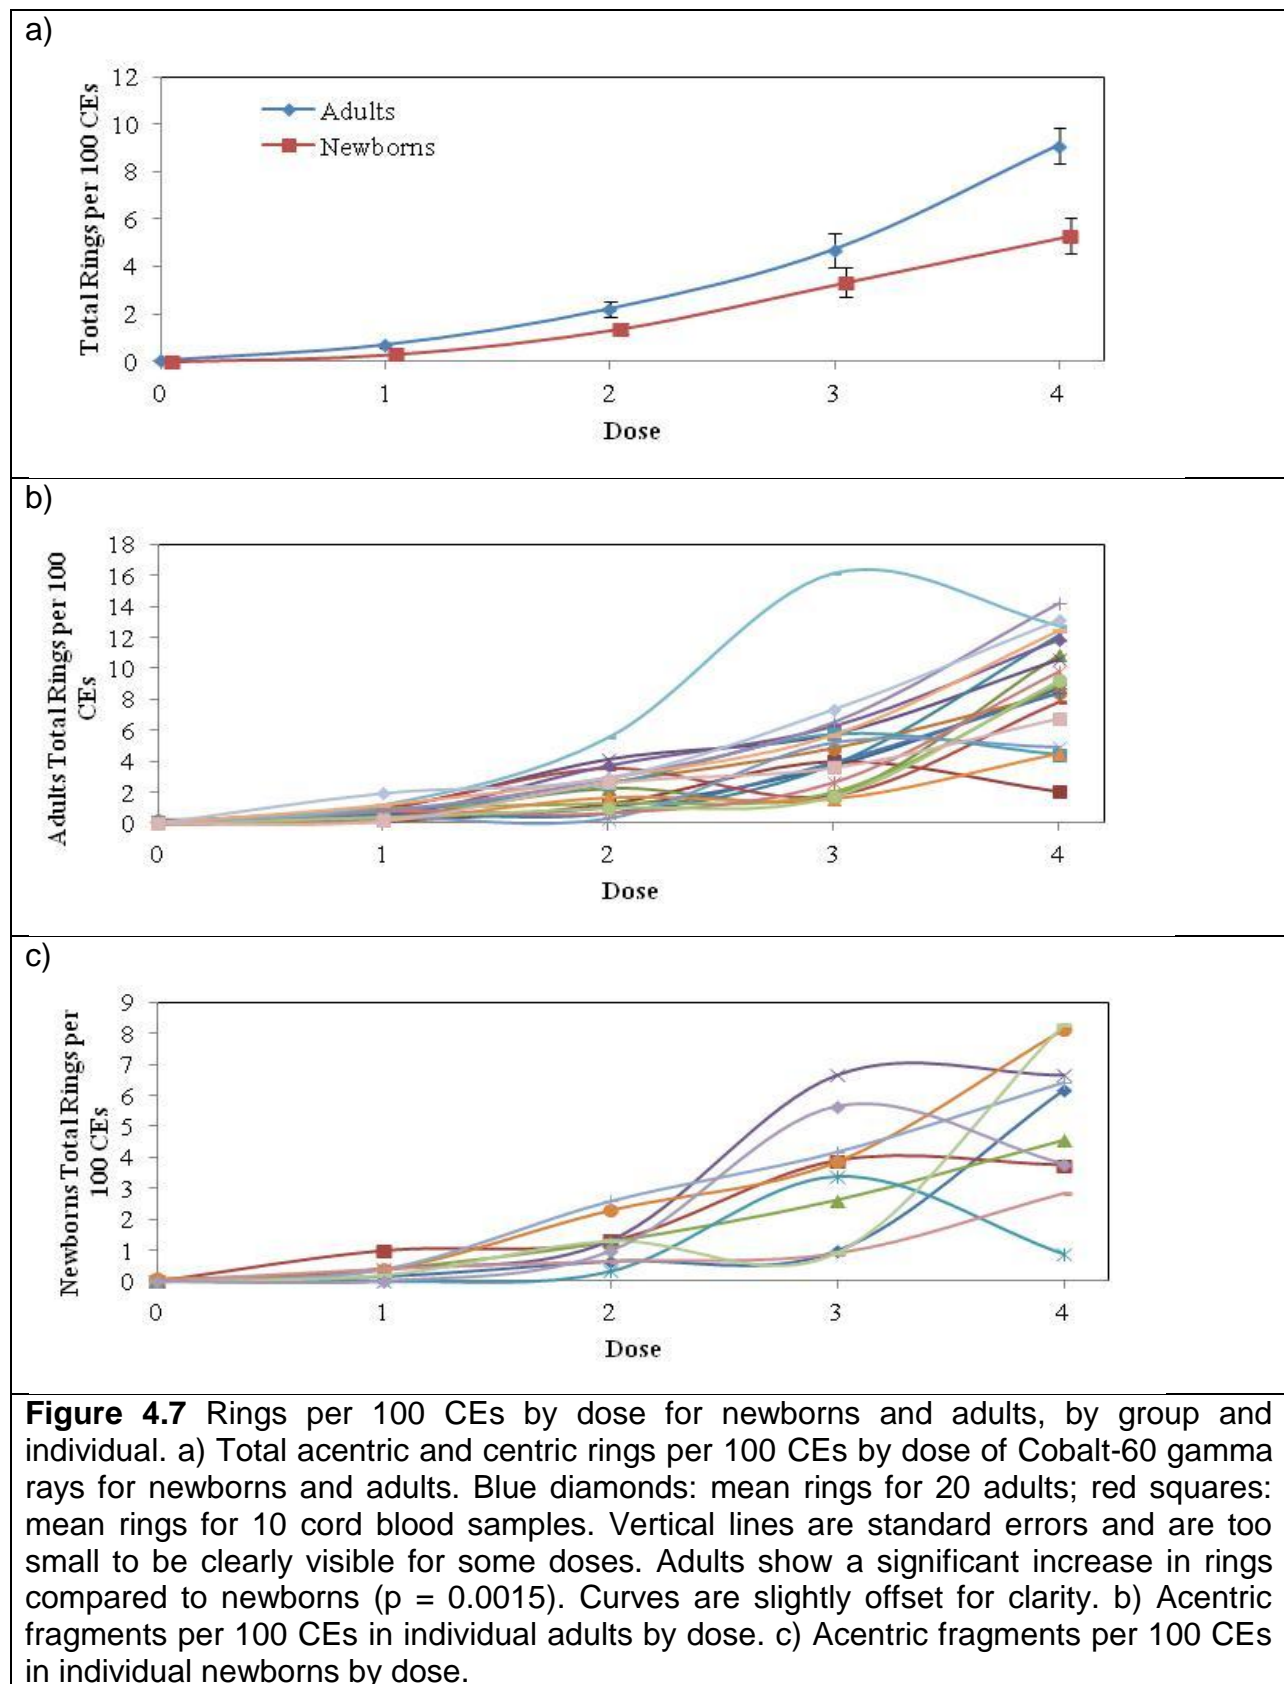 a)
12
10
8
6
4
2
0
Total Rings per 100 CEs
Adults
Newborns
0 1 2 3 4
Dose
b)
18
16
14
12
10
8
6
4
2
0
Adults Total Rings per 100
CEs
0 1 2 3 4
Dose
c)
9
8
7
6
5
4
3
2
1
0
Newborns Total Rings per
100 CEs
0 1 2 3 4
Dose
Figure 4.7 Rings per 100 CEs by dose for newborns and adults, by group and
individual. a) Total acentric and centric rings per 100 CEs by dose of Cobalt-60 gamma
rays for newborns and adults. Blue diamonds: mean rings for 20 adults; red squares:
mean rings for 10 cord blood samples. Vertical lines are standard errors and are too
small to be clearly visible for some doses. Adults show a significant increase in rings
compared to newborns (p = 0.0015). Curves are slightly offset for clarity. b) Acentric
fragments per 100 CEs in individual adults by dose. c) Acentric fragments per 100 CEs
in individual newborns by dose.